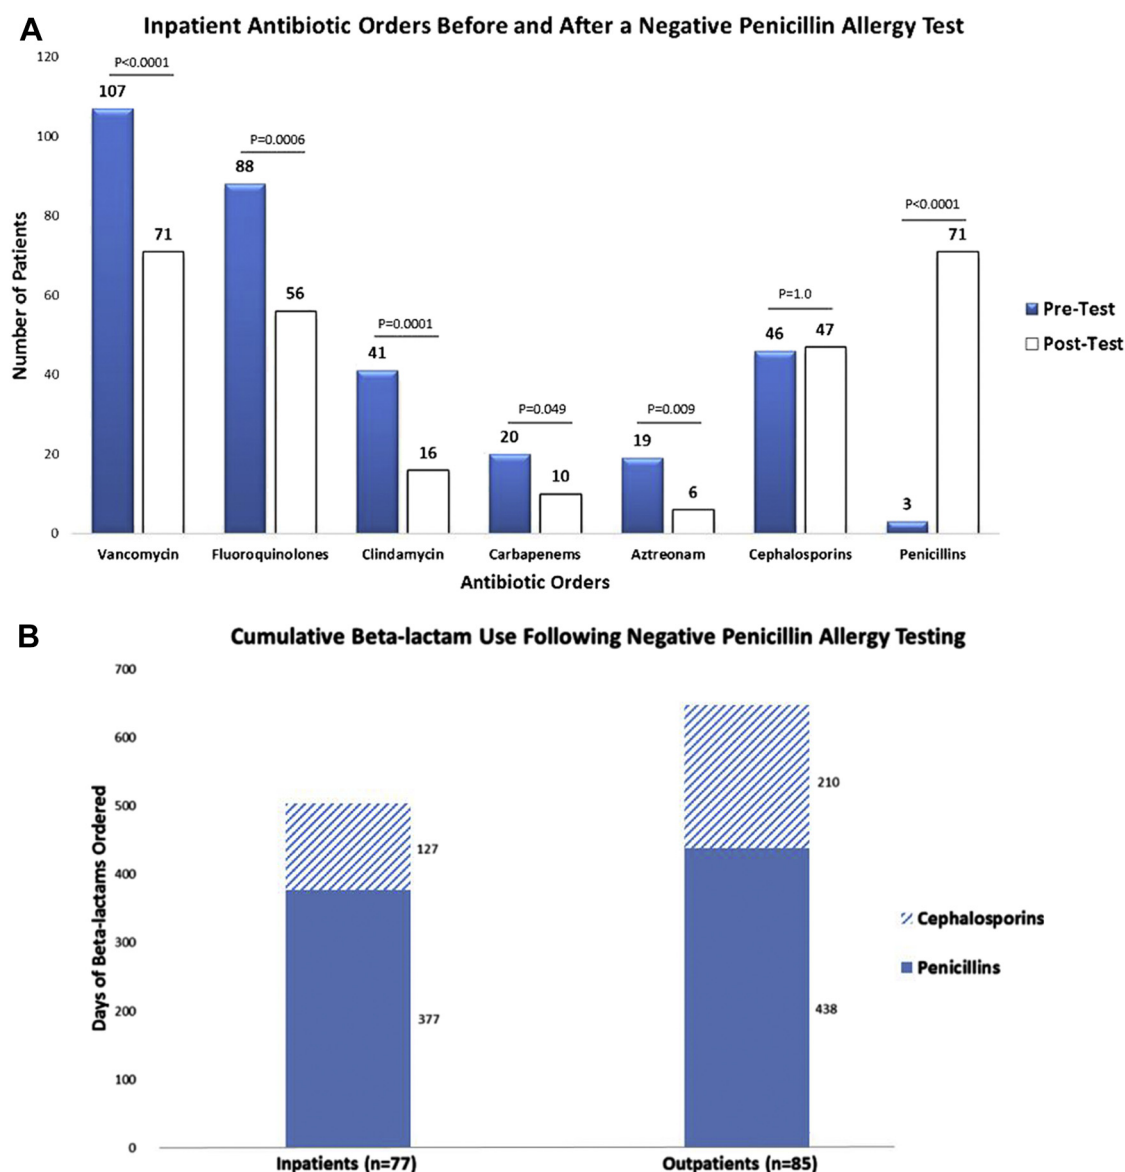 A
Inpatient Antibiotic Orders Before and After a Negative Penicillin Allergy Test
Number of Patients
120
100
80
60
40
20
0
P<0.0001
107
71
P=0.0006
88
56
P=0.0001
41
16
P=0.049
20
10
P=0.009
19
6
P=1.0
46
47
P<0.0001
3
71
Vancomycin
Fluoroquinolones
Clindamycin
Carbapenems
Aztreonam
Cephalosporins
Penicillins
Antibiotic Orders
Pre-Test
Post-Test
B
Cumulative Beta-lactam Use Following Negative Penicillin Allergy Testing
Days of Beta-lactams Ordered
700
600
500
400
300
200
100
0
127
377
210
438
Inpatients (n=77)
Outpatients (n=85)
Cephalosporins
Penicillins